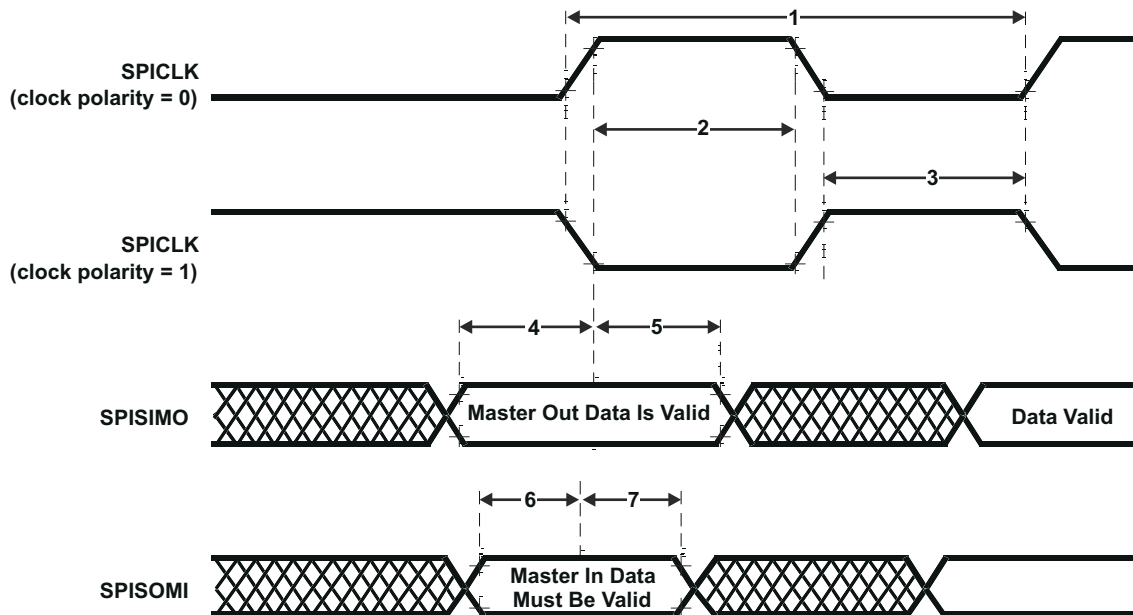 1
SPICLK
(clock polarity = 0)
2
3
SPICLK
(clock polarity = 1)
4
5
SPISIMO
Master Out Data Is Valid
Data Valid
6
7
SPISOMI
Master In Data
Must Be Valid